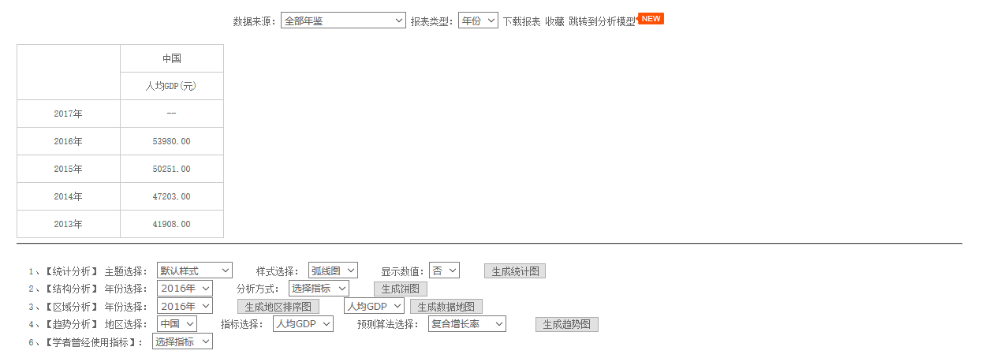 数据来源: 全部年鉴 报表类型: 年份 下载报表 收藏 跳转到分析模型 NEW
中国
人均GDP(元)
2017年 --
2016年 53980.00
2015年 50251.00
2014年 47203.00
2013年 41908.00
1、【统计分析】 主题选择: 默认样式 样式选择: 弧线图 显示数值: 否 生成统计图
2、【结构分析】 年份选择: 2016年 分析方式: 选择指标 生成饼图
3、【区域分析】 年份选择: 2016年 生成地区排序图 人均GDP 生成数据地图
4、【趋势分析】 地区选择: 中国 指标选择: 人均GDP 预测算法选择: 复合增长率 生成趋势图
6、【学者曾经使用指标】: 选择指标